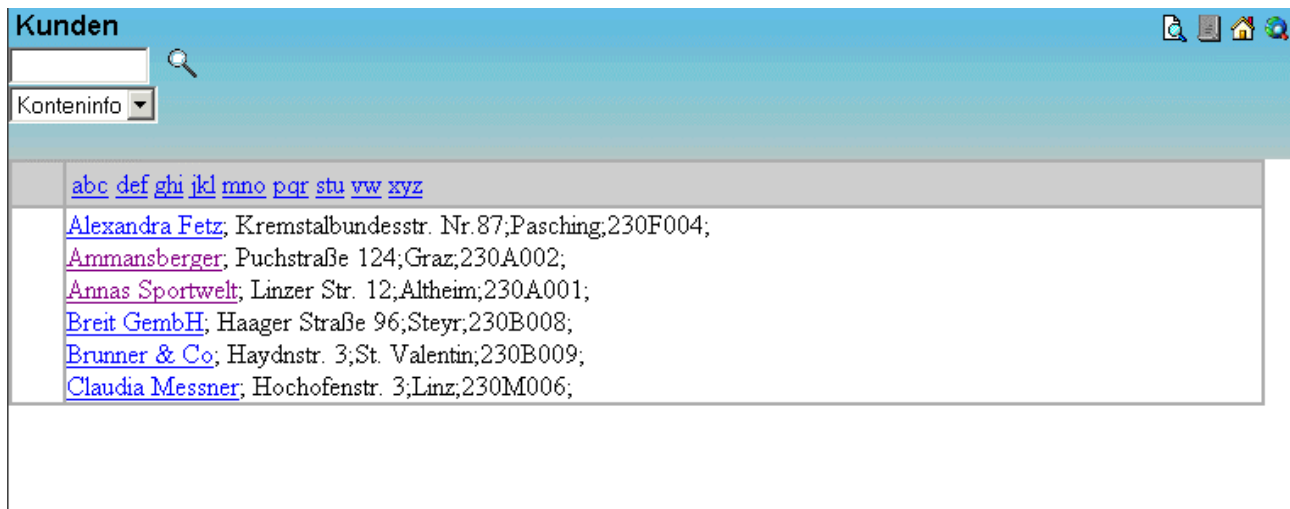 Kunden
Konteninfo
abc def ghi jkl mno pqr stu vw xyz
Alexandra Fetz; Kremstalbundesstr. Nr.87;Pasching;230F004;
Ammansberger; Puchstraße 124;Graz;230A002;
Annas Sportwelt; Linzer Str. 12;Altheim;230A001;
Breit GembH; Haager Straße 96;Steyr;230B008;
Brunner & Co; Haydnstr. 3;St. Valentin;230B009;
Claudia Messner; Hochofenstr. 3;Linz;230M006;